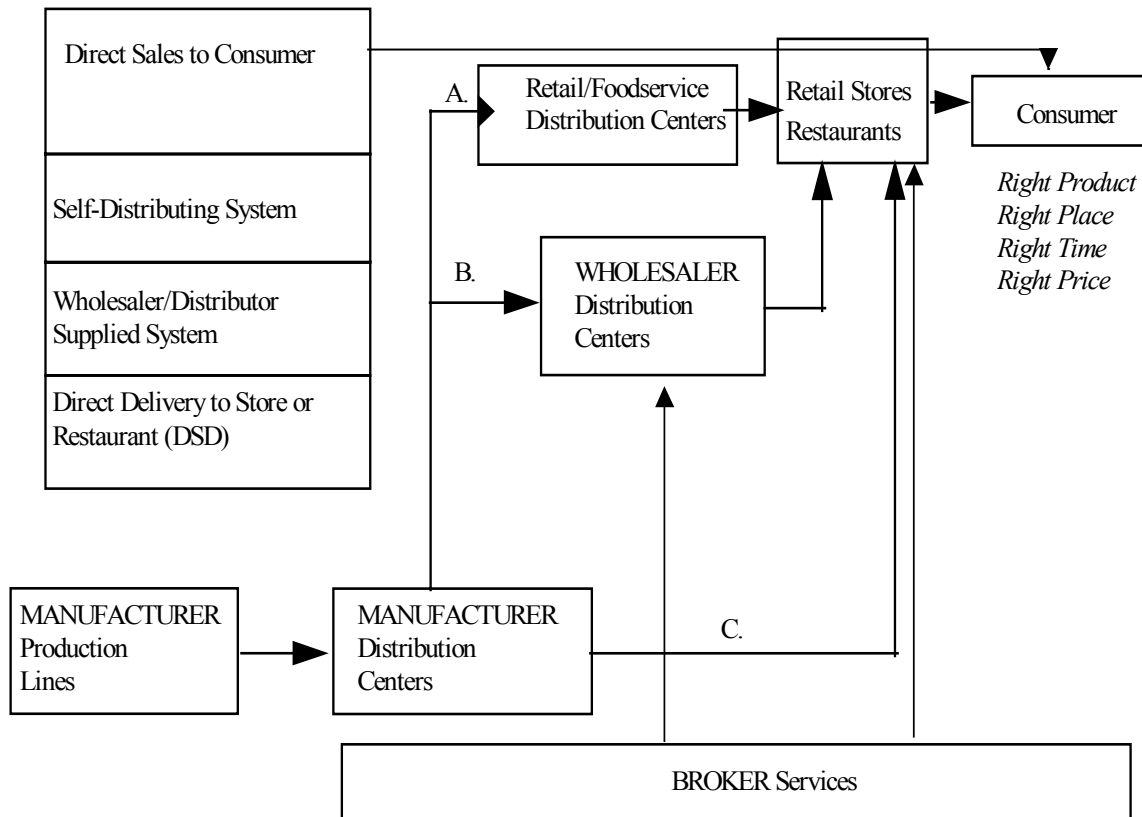 Direct Sales to Consumer
Self-Distributing System
Wholesaler/Distributor
Supplied System
Direct Delivery to Store or
Restaurant (DSD)
A.
Retail/Foodservice
Distribution Centers
Retail Stores
Restaurants
Consumer
Right Product
Right Place
Right Time
Right Price
B.
WHOLESALER
Distribution
Centers
MANUFACTURER
Production
Lines
MANUFACTURER
Distribution
Centers
C.
BROKER Services